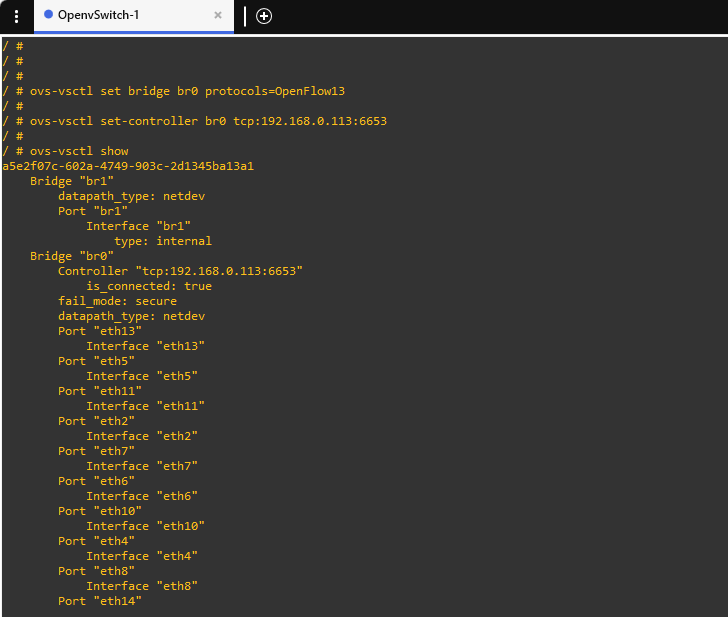 OpenvSwitch-1
/ #
/ #
/ #
/ # ovs-vsctl set bridge br0 protocols=OpenFlow13
/ #
/ # ovs-vsctl set-controller br0 tcp:192.168.0.113:6653
/ #
/ # ovs-vsctl show
a5e2f07c-602a-4749-903c-2d1345ba13a1
    Bridge "br1"
        datapath_type: netdev
        Port "br1"
            Interface "br1"
                type: internal
    Bridge "br0"
        Controller "tcp:192.168.0.113:6653"
            is_connected: true
        fail_mode: secure
        datapath_type: netdev
        Port "eth13"
            Interface "eth13"
        Port "eth5"
            Interface "eth5"
        Port "eth11"
            Interface "eth11"
        Port "eth2"
            Interface "eth2"
        Port "eth7"
            Interface "eth7"
        Port "eth6"
            Interface "eth6"
        Port "eth10"
            Interface "eth10"
        Port "eth4"
            Interface "eth4"
        Port "eth8"
            Interface "eth8"
        Port "eth14"